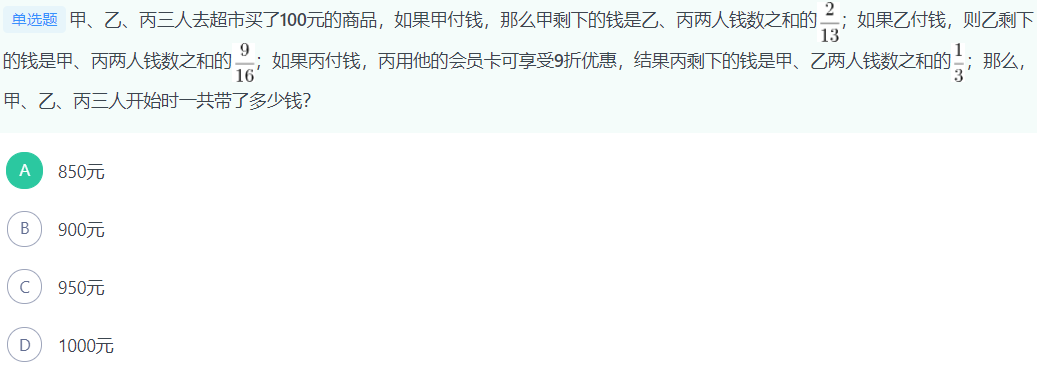 单选题 甲、乙、丙三人去超市买了100元的商品，如果甲付钱，那么甲剩下的钱是乙、丙两人钱数之和的2/13；如果乙付钱，则乙剩下
的钱是甲、丙两人钱数之和的9/16；如果丙付钱，丙用他的会员卡可享受9折优惠，结果丙剩下的钱是甲、乙两人钱数之和的1/3；那么，
甲、乙、丙三人开始时一共带了多少钱？
A 850元
B 900元
C 950元
D 1000元